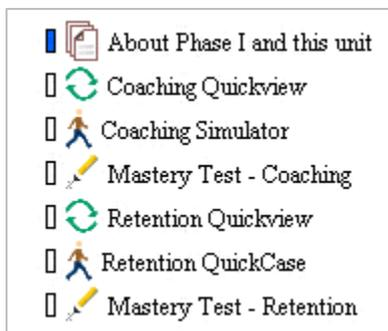 About Phase I and this unit
Coaching Quickview
Coaching Simulator
Mastery Test - Coaching
Retention Quickview
Retention QuickCase
Mastery Test - Retention